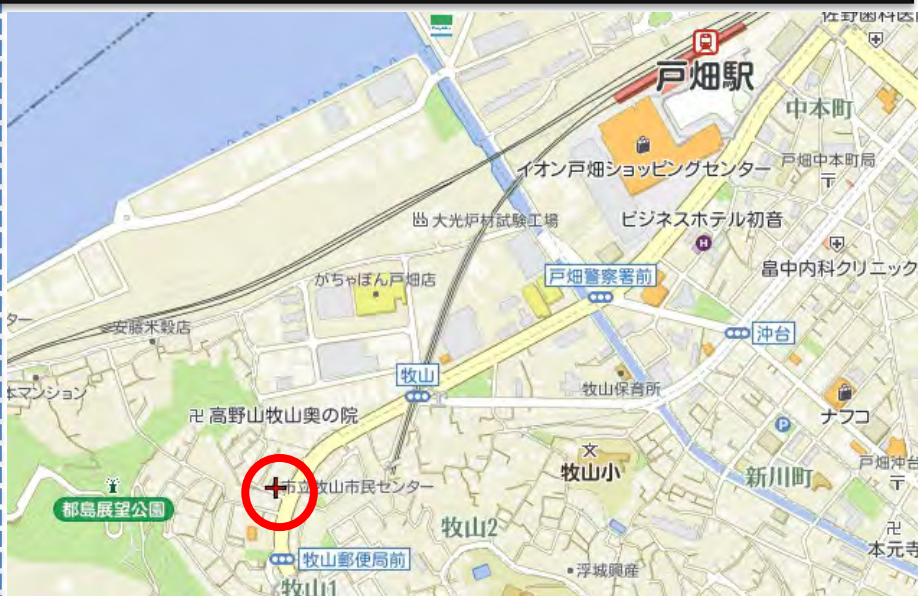 佐野歯科医
戸畑駅
中本町
イオン戸畑ショッピングセンター
戸畑中本町局
大光炉材試験工場
ビジネスホテル初音
H
畠中内科クリニック
戸畑警察署前
がちゃぽん戸畑店
ター
安藤米穀店
沖台
牧山
本マンション
牧山保育所
卍 高野山牧山奥の院
P
ナフコ
牧山小
市立牧山市民センター
新川町
戸畑沖台
都島展望公園
牧山2
卍
本元寺
牧山郵便局前
浮城興産
牧山1